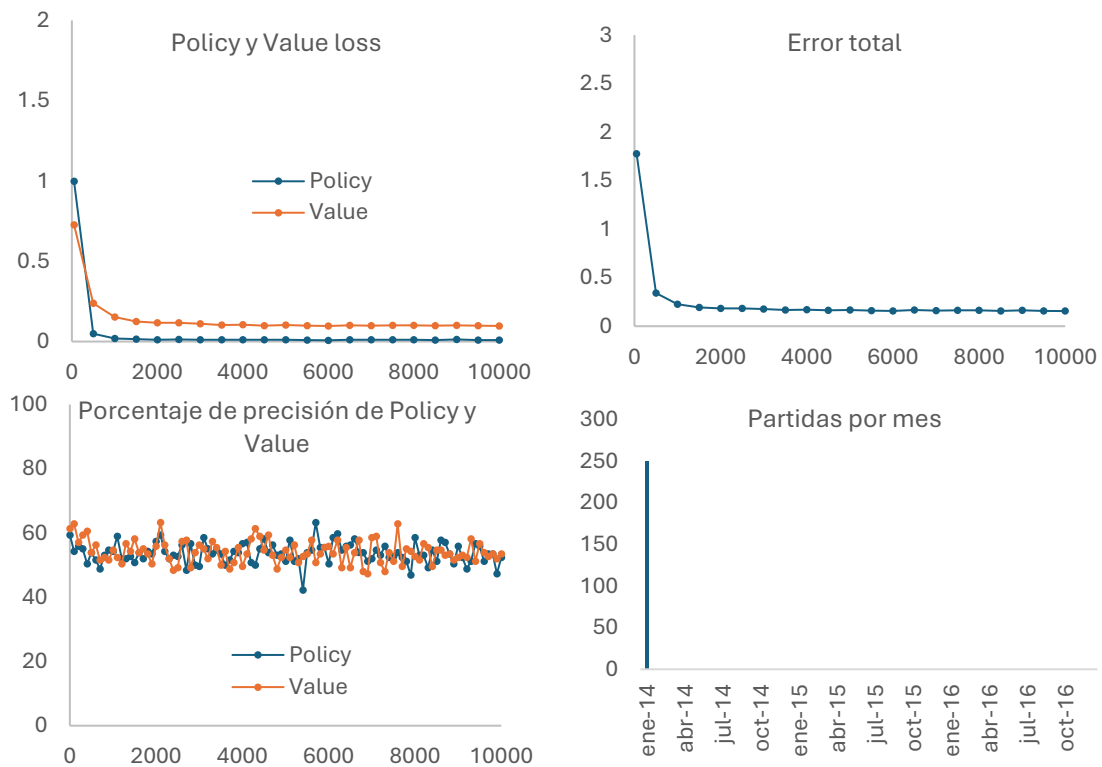 Policy y Value loss
2
1.5
1
0.5
0
Policy
Value
0 2000 4000 6000 8000 10000
Error total
3
2.5
2
1.5
1
0.5
0
0 2000 4000 6000 8000 10000
Porcentaje de precisión de Policy y
Value
100
80
60
40
20
0
Policy
Value
0 2000 4000 6000 8000 10000
Partidas por mes
300
250
200
150
100
50
0
ene-14 abr-14 jul-14 oct-14 ene-15 abr-15 jul-15 oct-15 ene-16 abr-16 jul-16 oct-16